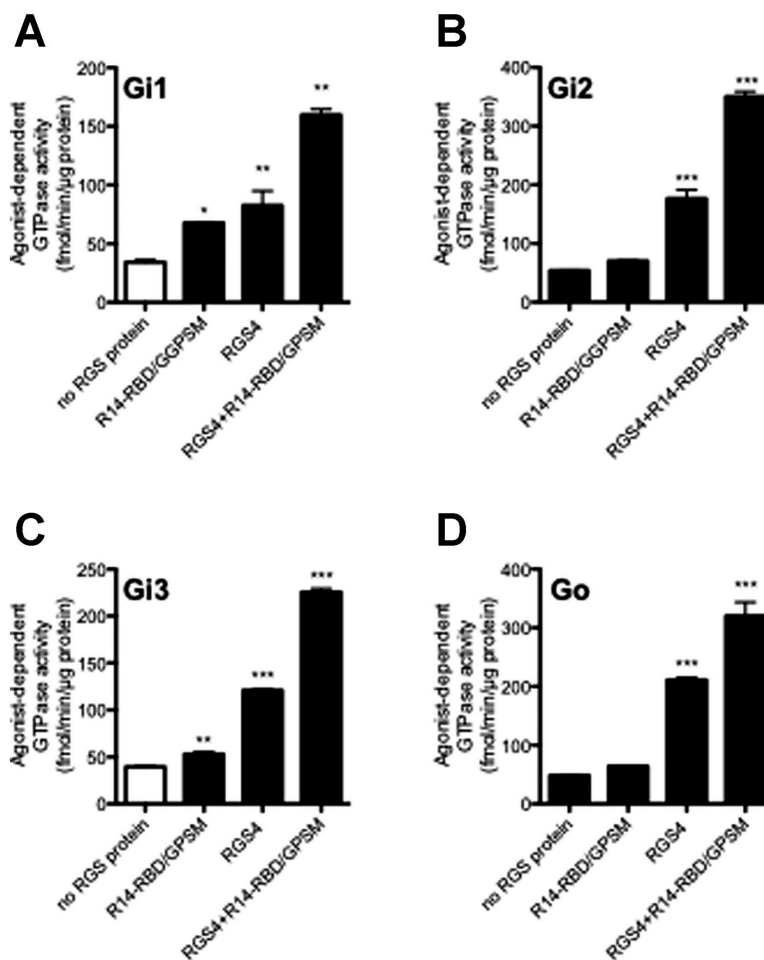 A
Gi1
Agonist-dependent
GTPase activity
(fmol/min/µg protein)
200
150
100
50
0
*
**
**
no RGS protein
R14-RBD/GGPSM
RGS4
RGS4+R14-RBD/GPSM
B
Gi2
Agonist-dependent
GTPase activity
(fmol/min/µg protein)
400
300
200
100
0
***
***
no RGS protein
R14-RBD/GGPSM
RGS4
RGS4+R14-RBD/GPSM
C
Gi3
Agonist-dependent
GTPase activity
(fmol/min/µg protein)
250
200
150
100
50
0
**
***
***
no RGS protein
R14-RBD/GPSM
RGS4
RGS4+R14-RBD/GPSM
D
Go
Agonist-dependent
GTPase activity
(fmol/min/µg protein)
400
300
200
100
0
***
***
no RGS protein
R14-RBD/GPSM
RGS4
RGS4+R14-RBD/GPSM